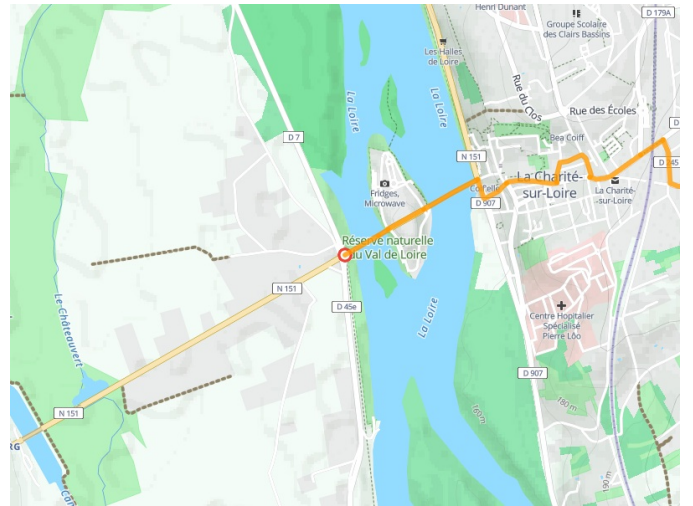 Henri Dunant
Groupe Scolaire
des Clairs Bassins
D 179A
Les Halles
de Loire
La Loire
La Loire
Rue du Clos
Rue des Écoles
D 7
Bea Coiff
N 151
La Charité-
sur-Loire
D 245
La Charité-
sur-Loire
Fridges,
Microwave
D 907
Réserve naturelle
du Val de Loire
N 151
D 45e
Le Châteauvert
La Loire
Centre Hopitalier
Spécialisé
Pierre Lôo
D 907
180 m
160 m
N 151
190 m